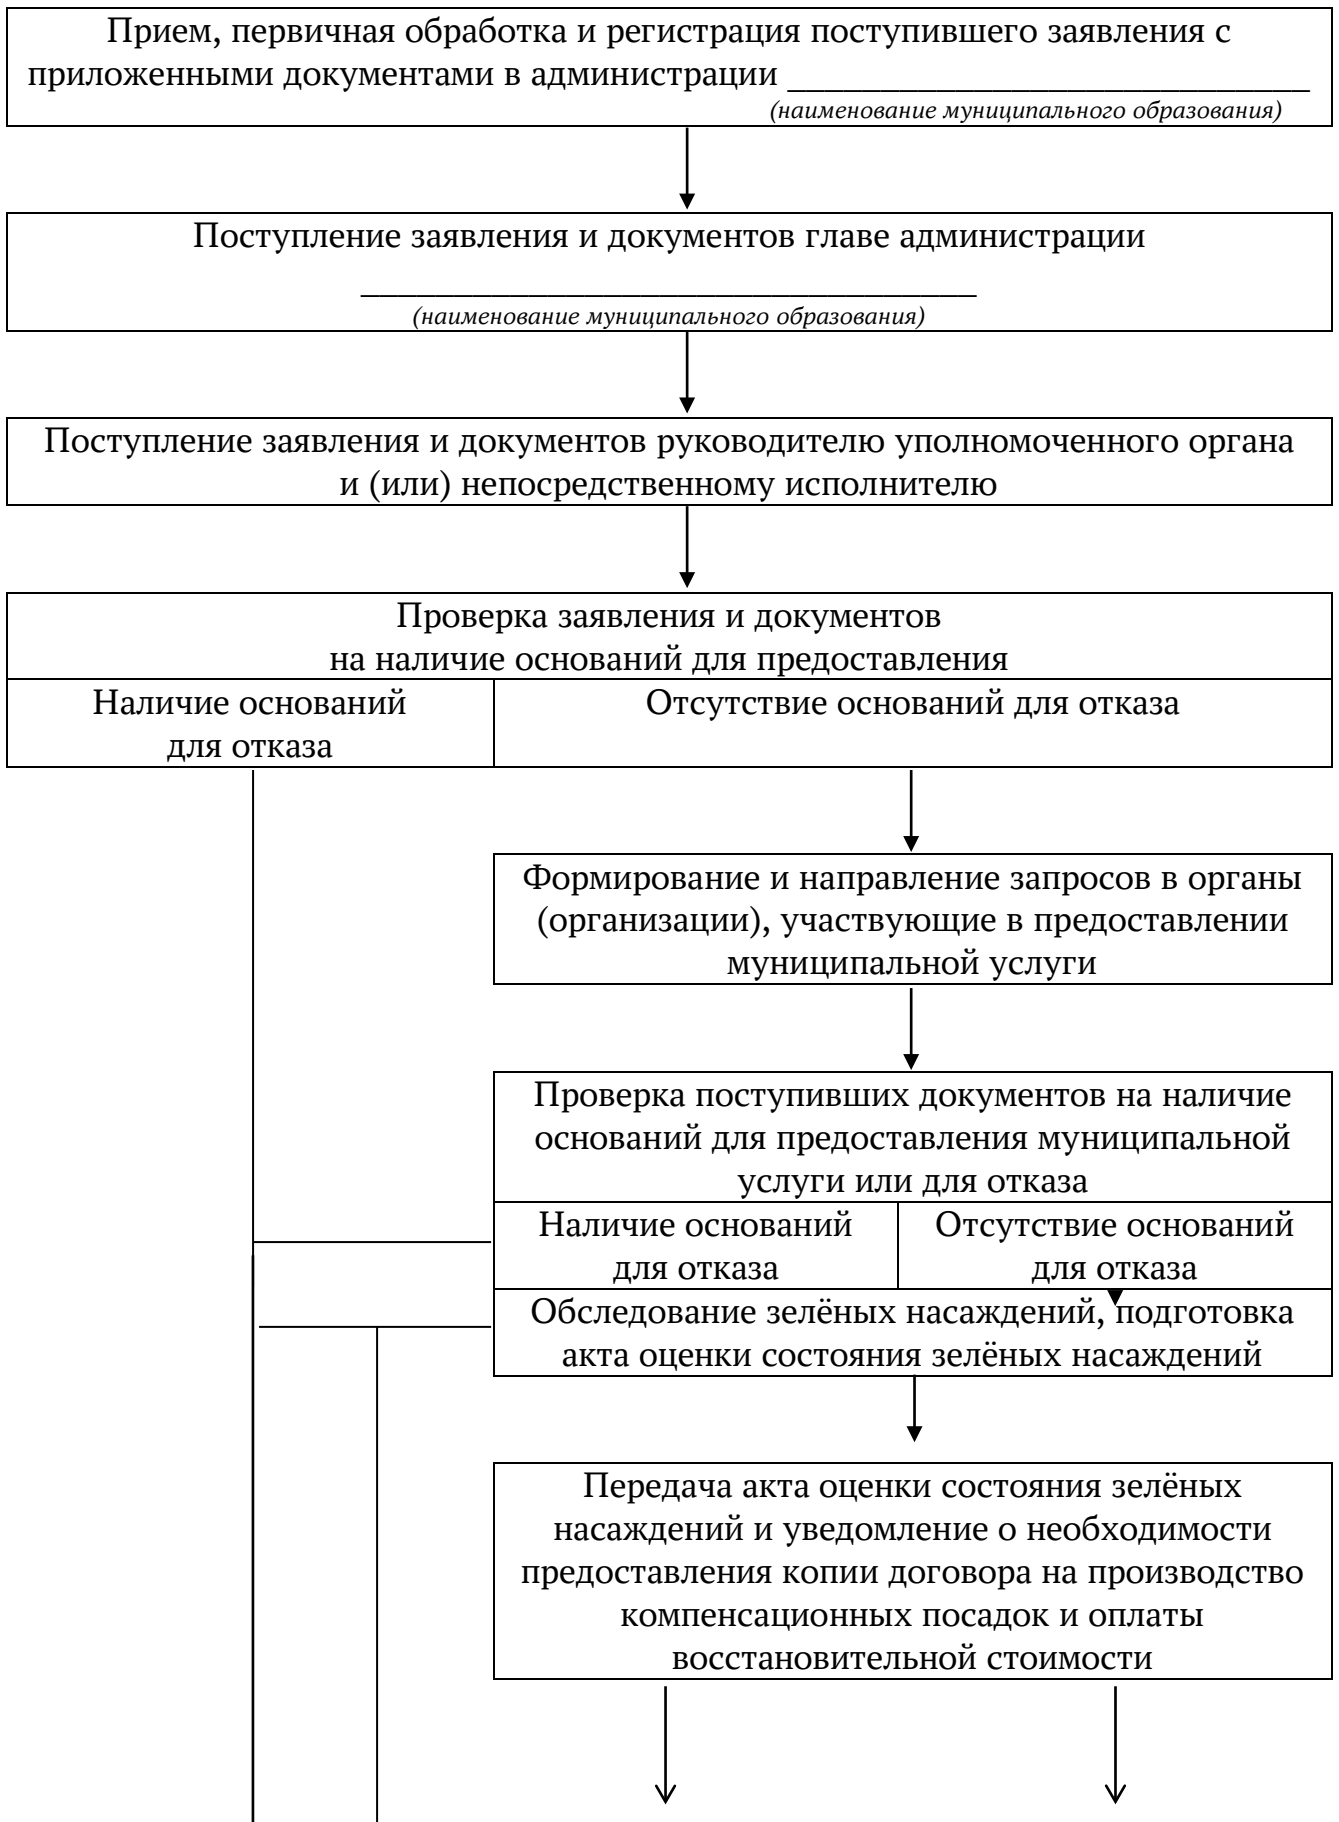 Прием, первичная обработка и регистрация поступившего заявления с
приложенными документами в администрации ____________________________
(наименование муниципального образования)
Поступление заявления и документов главе администрации
_________________________________
(наименование муниципального образования)
Поступление заявления и документов руководителю уполномоченного органа
и (или) непосредственному исполнителю
Проверка заявления и документов
на наличие оснований для предоставления
Наличие оснований
для отказа
Отсутствие оснований для отказа
Формирование и направление запросов в органы
(организации), участвующие в предоставлении
муниципальной услуги
Проверка поступивших документов на наличие
оснований для предоставления муниципальной
услуги или для отказа
Наличие оснований
для отказа
Отсутствие оснований
для отказа
Обследование зелёных насаждений, подготовка
акта оценки состояния зелёных насаждений
Передача акта оценки состояния зелёных
насаждений и уведомление о необходимости
предоставления копии договора на производство
компенсационных посадок и оплаты
восстановительной стоимости